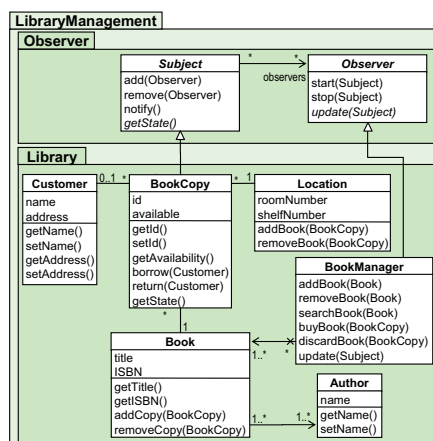 LibraryManagement
Observer
Subject
add(Observer)
remove(Observer)
notify()
getState()
*
*
observers
Observer
start(Subject)
stop(Subject)
update(Subject)
Library
Customer
name
address
getName()
setName()
getAddress()
setAddress()
0..1
*
BookCopy
id
available
getId()
setId()
getAvailability()
borrow(Customer)
return(Customer)
getState()
*
1
Location
roomNumber
shelfNumber
addBook(BookCopy)
removeBook(BookCopy)
BookManager
addBook(Book)
removeBook(Book)
searchBook(Book)
buyBook(BookCopy)
discardBook(BookCopy)
update(Subject)
*
1
Book
title
ISBN
getTitle()
getISBN()
addCopy(BookCopy)
removeCopy(BookCopy)
1..*
*
1..*
1..*
Author
name
getName()
setName()